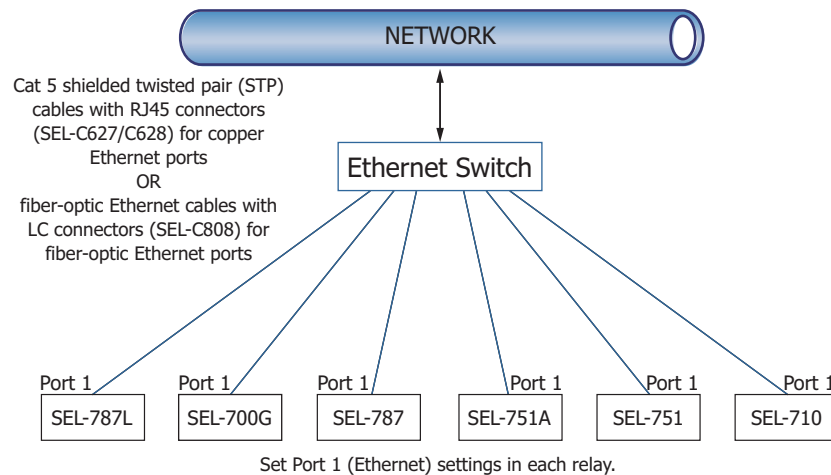 NETWORK
Cat 5 shielded twisted pair (STP)
cables with RJ45 connectors
(SEL-C627/C628) for copper
Ethernet ports
OR
fiber-optic Ethernet cables with
LC connectors (SEL-C808) for
fiber-optic Ethernet ports
Ethernet Switch
Port 1 Port 1 Port 1 Port 1 Port 1 Port 1
SEL-787L SEL-700G SEL-787 SEL-751A SEL-751 SEL-710
Set Port 1 (Ethernet) settings in each relay.